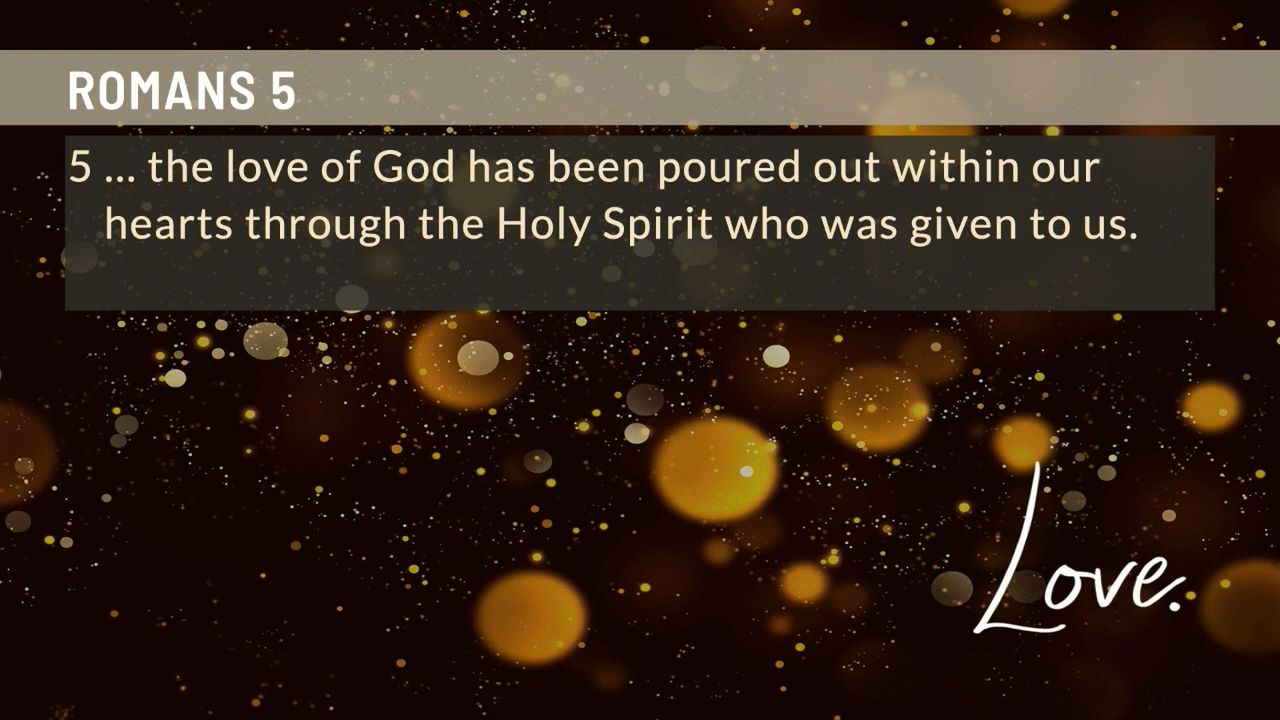 ROMANS 5
5 ... the love of God has been poured out within our
hearts through the Holy Spirit who was given to us.
Love.